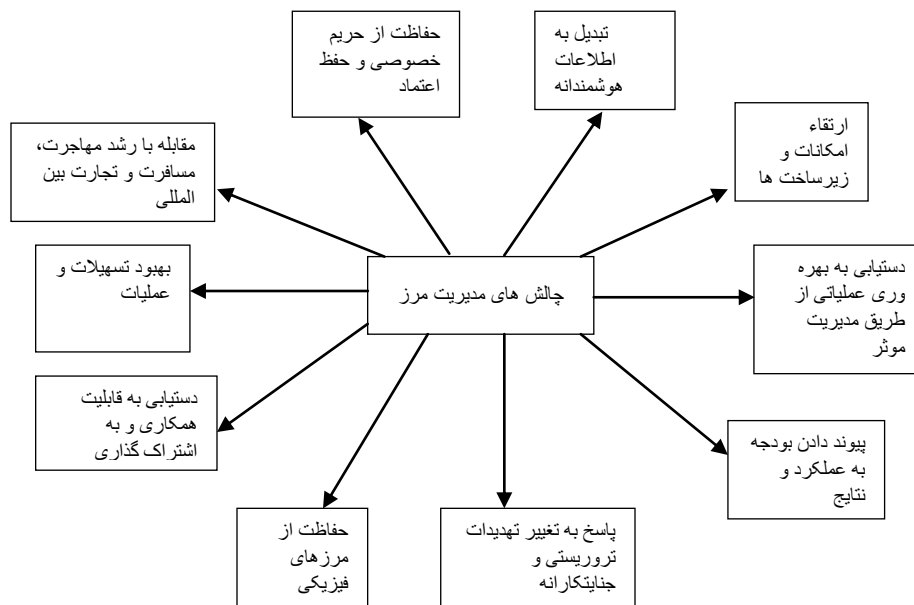 حفاظت از حریم
خصوصی و حفظ
اعتماد
تبدیل به
اطلاعات
هوشمندانه
ارتقاء
امکانات و
زیرساخت ها
مقابله با رشد مهاجرت،
مسافرت و تجارت بین
المللی
بهبود تسهیلات و
عملیات
چالش های مدیریت مرز
دستیابی به بهره
وری عملیاتی از
طریق مدیریت
موثر
دستیابی به قابلیت
همکاری و به
اشتراک گذاری
پیوند دادن بودجه
به عملکرد و
نتایج
حفاظت از
مرزهای
فیزیکی
پاسخ به تغییر تهدیدات
تروریستی و
جنایتکارانه